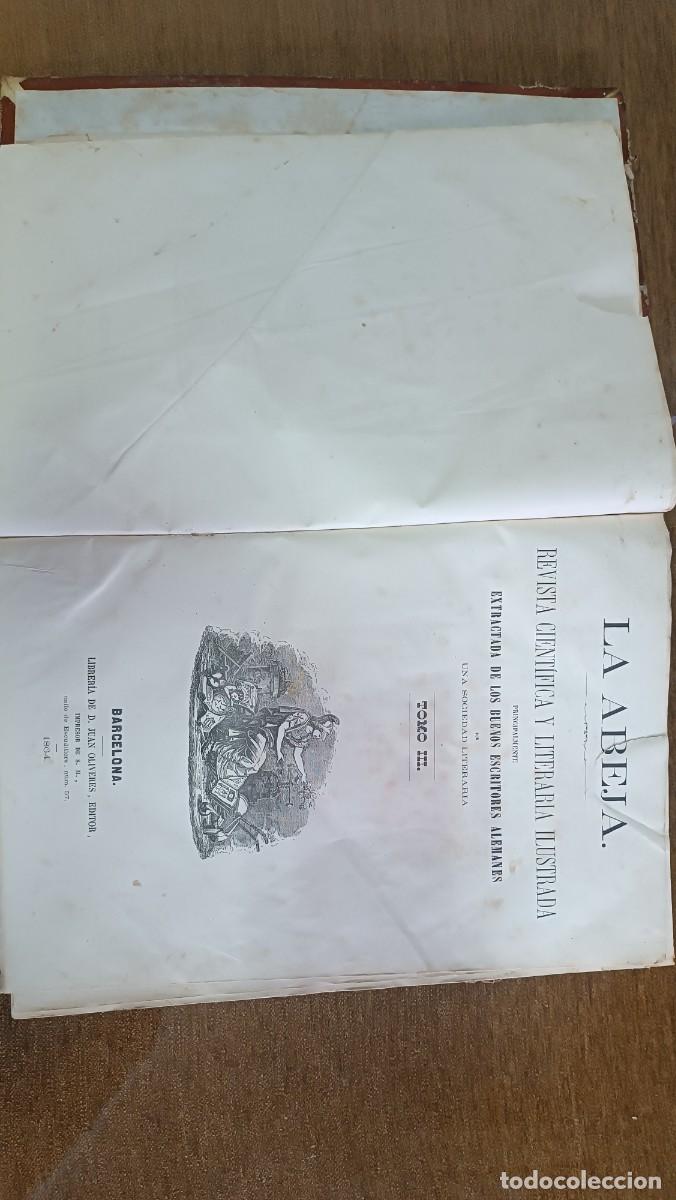 LA ABEJA.
REVISTA CIENTÍFICA Y LITERARIA ILUSTRADA
PRINCIPALMENTE
EXTRACTADA DE LOS BUENOS ESCRITORES ALEMANES
UNA SOCIEDAD LITERARIA
TOMO III.
BARCELONA.
LIBRERÍA DE D. JUAN OLIVERES, EDITOR,
IMPRESOR DE S. M.,
calle de Escudillers, núm. 57.
1864
todocoleccion